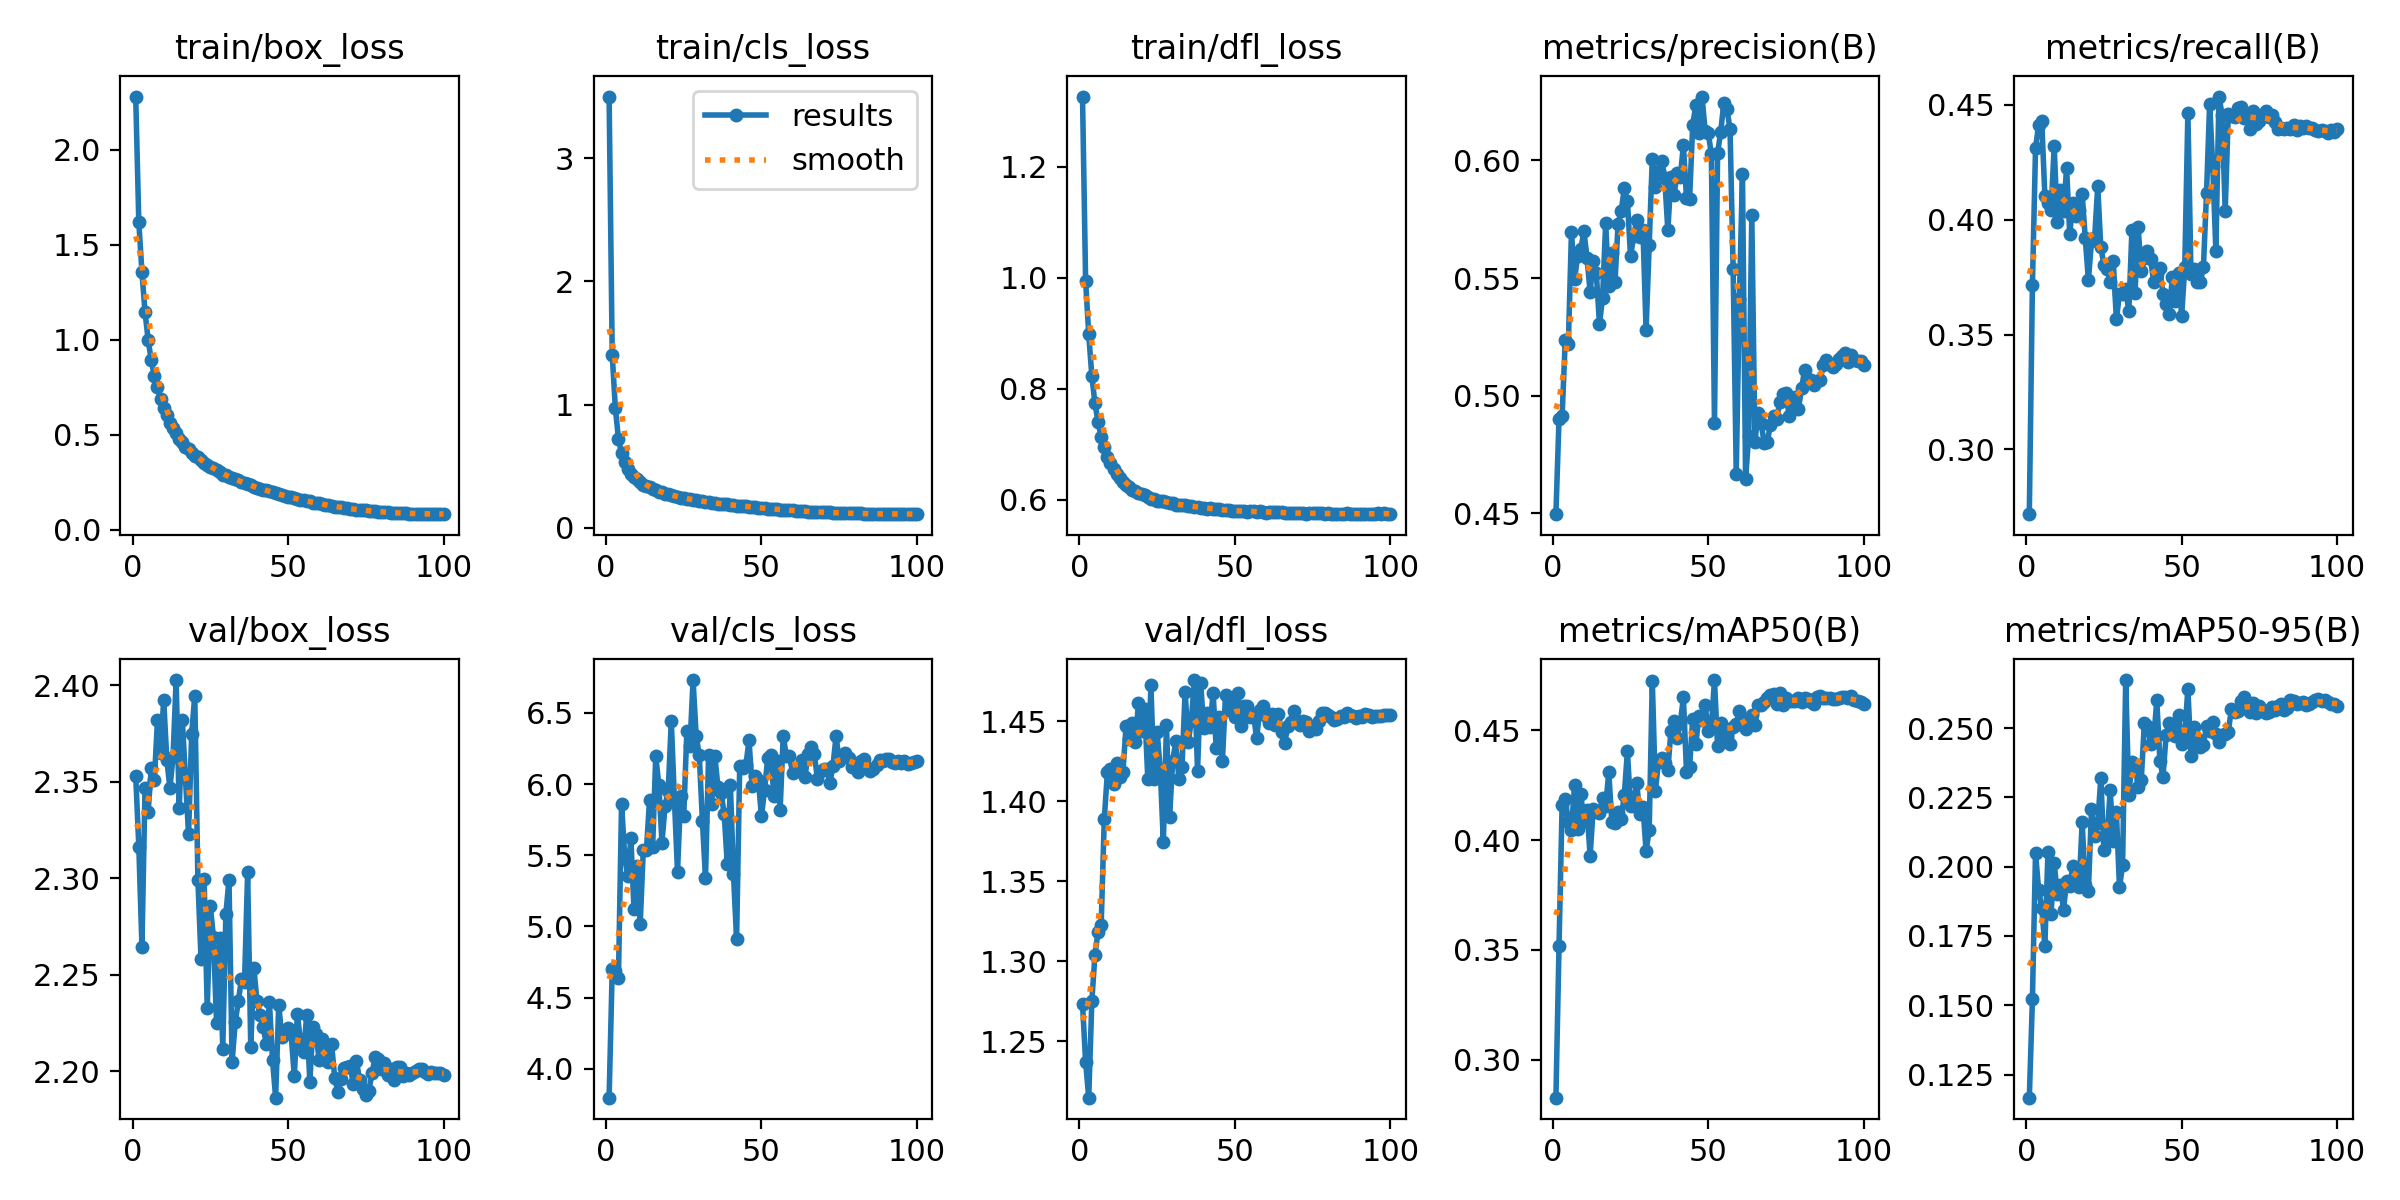 train/box_loss
2.0
1.5
1.0
0.5
0.0
0 50 100
train/cls_loss
results
smooth
3
2
1
0
0 50 100
train/dfl_loss
1.2
1.0
0.8
0.6
0 50 100
metrics/precision(B)
0.60
0.55
0.50
0.45
0 50 100
metrics/recall(B)
0.45
0.40
0.35
0.30
0 50 100
val/box_loss
2.40
2.35
2.30
2.25
2.20
0 50 100
val/cls_loss
6.5
6.0
5.5
5.0
4.5
4.0
0 50 100
val/dfl_loss
1.45
1.40
1.35
1.30
1.25
0 50 100
metrics/mAP50(B)
0.45
0.40
0.35
0.30
0 50 100
metrics/mAP50-95(B)
0.250
0.225
0.200
0.175
0.150
0.125
0 50 100